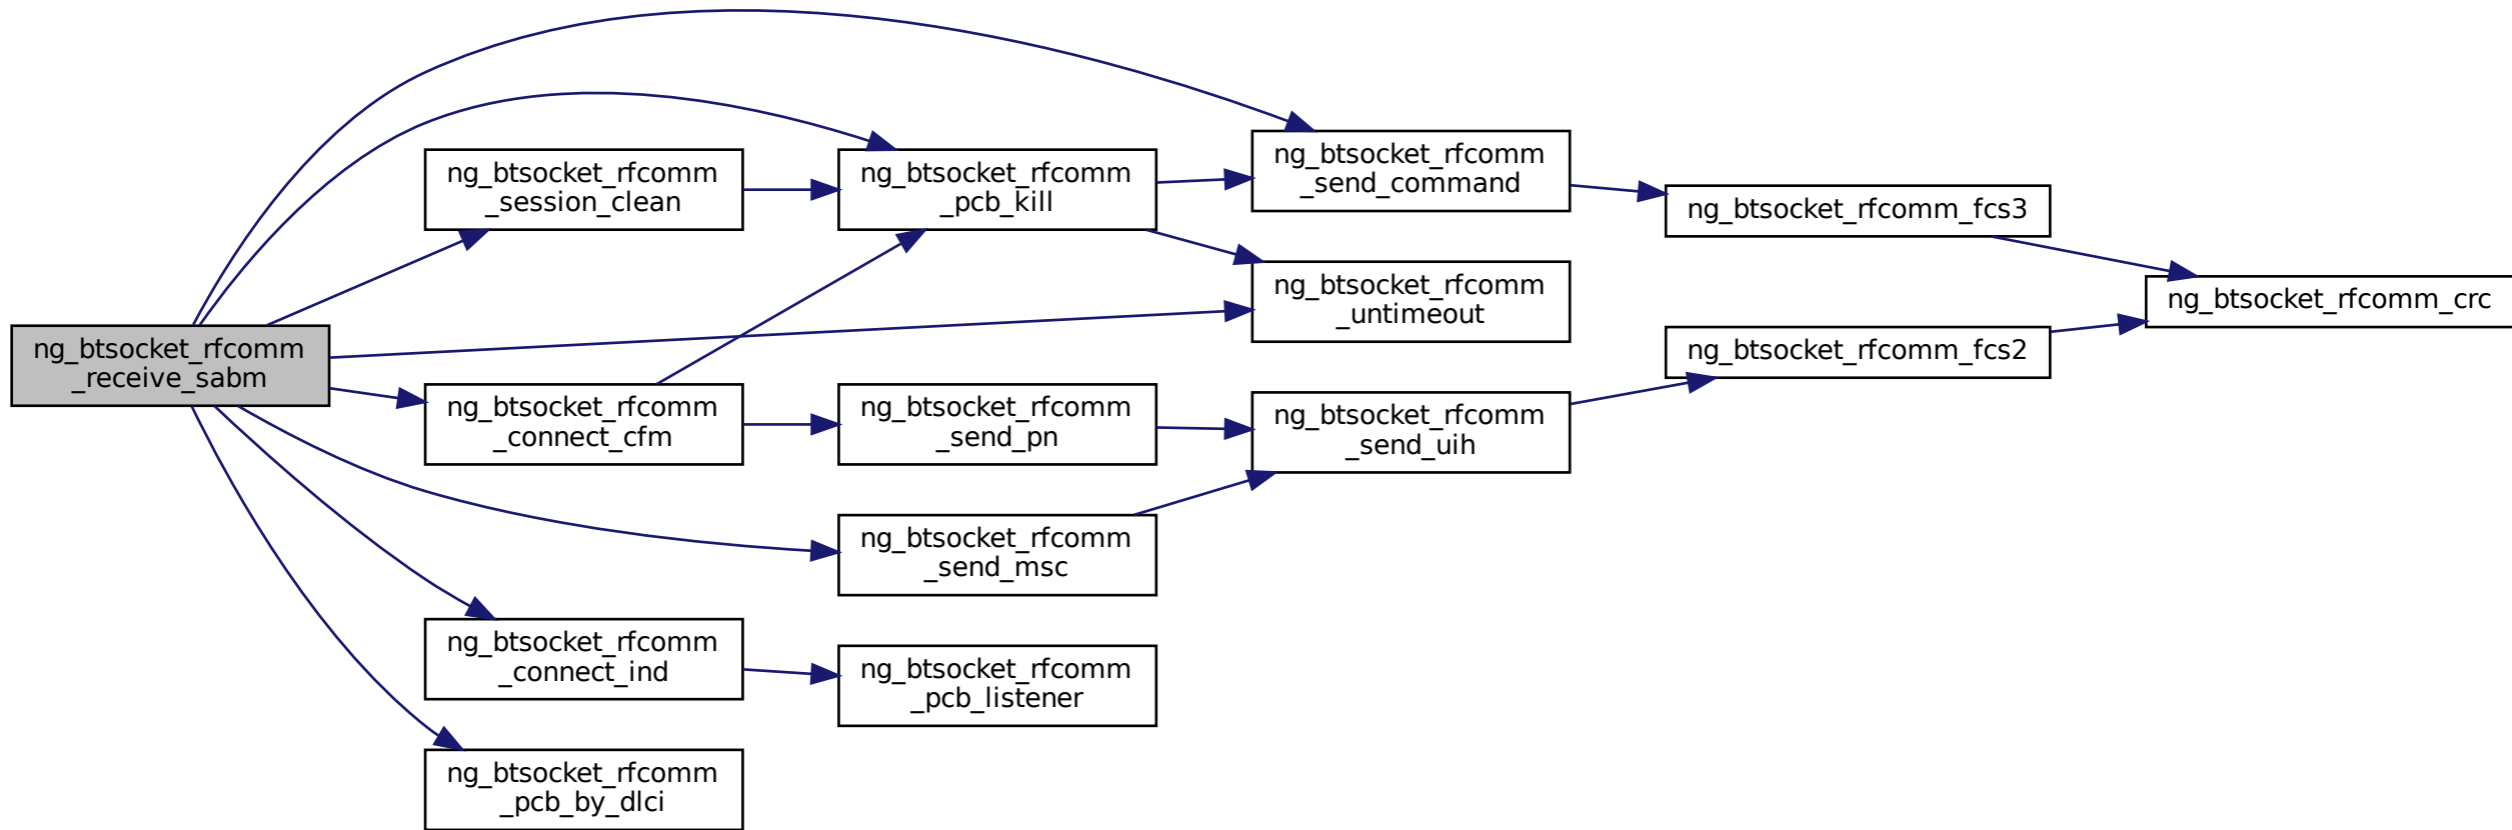 ng_btsocket_rfcomm
_receive_sabm
ng_btsocket_rfcomm
_session_clean
ng_btsocket_rfcomm
_connect_cfm
ng_btsocket_rfcomm
_connect_ind
ng_btsocket_rfcomm
_pcb_by_dlci
ng_btsocket_rfcomm
_pcb_kill
ng_btsocket_rfcomm
_send_pn
ng_btsocket_rfcomm
_send_msc
ng_btsocket_rfcomm
_pcb_listener
ng_btsocket_rfcomm
_send_command
ng_btsocket_rfcomm
_untimeout
ng_btsocket_rfcomm
_send_uih
ng_btsocket_rfcomm_fcs3
ng_btsocket_rfcomm_fcs2
ng_btsocket_rfcomm_crc